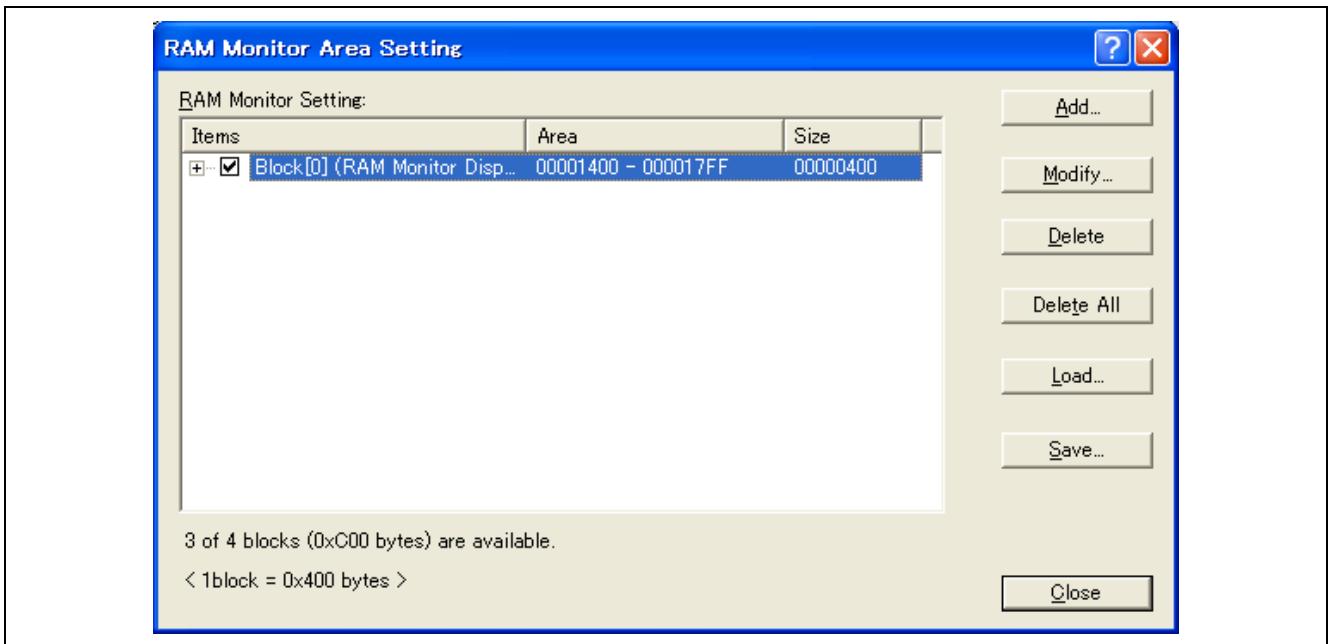 RAM Monitor Area Setting
RAM Monitor Setting:
Items Area Size
Block[0] (RAM Monitor Disp... 00001400 - 000017FF 00000400
Add...
Modify...
Delete
Delete All
Load...
Save...
3 of 4 blocks (0xC00 bytes) are available.
< 1block = 0x400 bytes >
Close